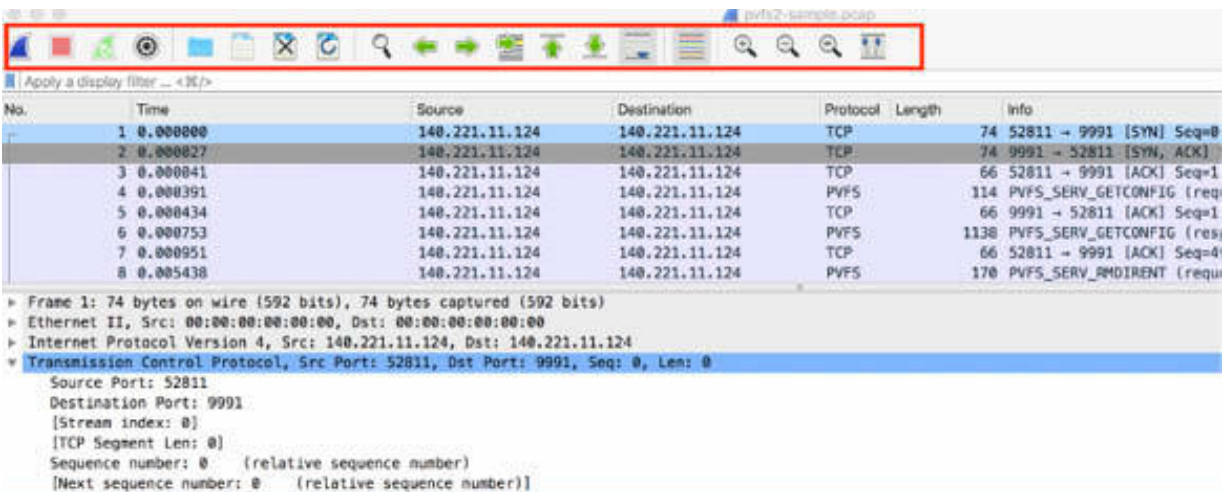 pvfs2-sample.pcap
Apply a display filter ... <⌘/>
No. Time Source Destination Protocol Length Info
1 0.000000 140.221.11.124 140.221.11.124 TCP 74 52811 → 9991 [SYN] Seq=0
2 0.000027 140.221.11.124 140.221.11.124 TCP 74 9991 → 52811 [SYN, ACK]
3 0.000041 140.221.11.124 140.221.11.124 TCP 66 52811 → 9991 [ACK] Seq=1
4 0.000391 140.221.11.124 140.221.11.124 PVFS 114 PVFS_SERV_GETCONFIG (requ
5 0.000434 140.221.11.124 140.221.11.124 TCP 66 9991 → 52811 [ACK] Seq=1
6 0.000753 140.221.11.124 140.221.11.124 PVFS 1138 PVFS_SERV_GETCONFIG (resp
7 0.000951 140.221.11.124 140.221.11.124 TCP 66 52811 → 9991 [ACK] Seq=49
8 0.005438 140.221.11.124 140.221.11.124 PVFS 170 PVFS_SERV_RMDIRENT (requ
Frame 1: 74 bytes on wire (592 bits), 74 bytes captured (592 bits)
Ethernet II, Src: 00:00:00:00:00:00, Dst: 00:00:00:00:00:00
Internet Protocol Version 4, Src: 140.221.11.124, Dst: 140.221.11.124
Transmission Control Protocol, Src Port: 52811, Dst Port: 9991, Seq: 0, Len: 0
Source Port: 52811
Destination Port: 9991
[Stream index: 0]
[TCP Segment Len: 0]
Sequence number: 0 (relative sequence number)
[Next sequence number: 0 (relative sequence number)]